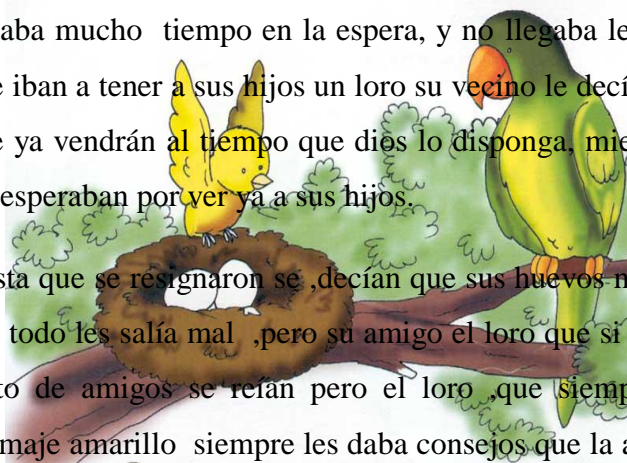 aba mucho tiempo en la espera, y no llegaba le
e iban a tener a sus hijos un loro su vecino le decí
e ya vendrán al tiempo que dios lo disponga, mie
esperaban por ver ya a sus hijos.
sta que se resignaron se ,decían que sus huevos n
todo les salía mal ,pero su amigo el loro que si
to de amigos se reían pero el loro ,que siemp
maje amarillo siempre les daba consejos que la a